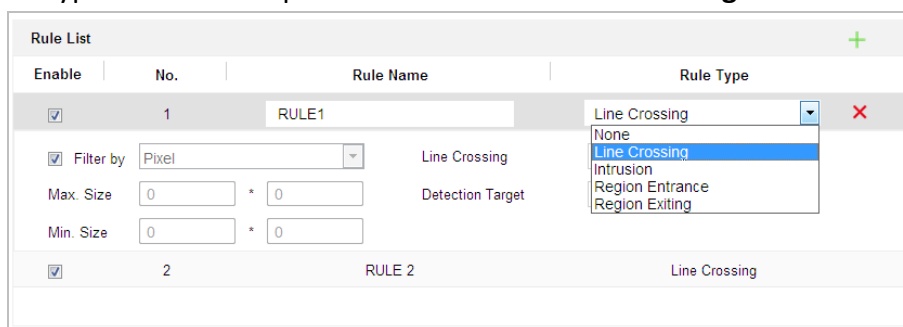 Rule List
Enable No. Rule Name Rule Type
1 RULE1 Line Crossing
None
Filter by Pixel Line Crossing Line Crossing
Intrusion
Max. Size 0 * 0 Detection Target Region Entrance
Region Exiting
Min. Size 0 * 0
2 RULE 2 Line Crossing